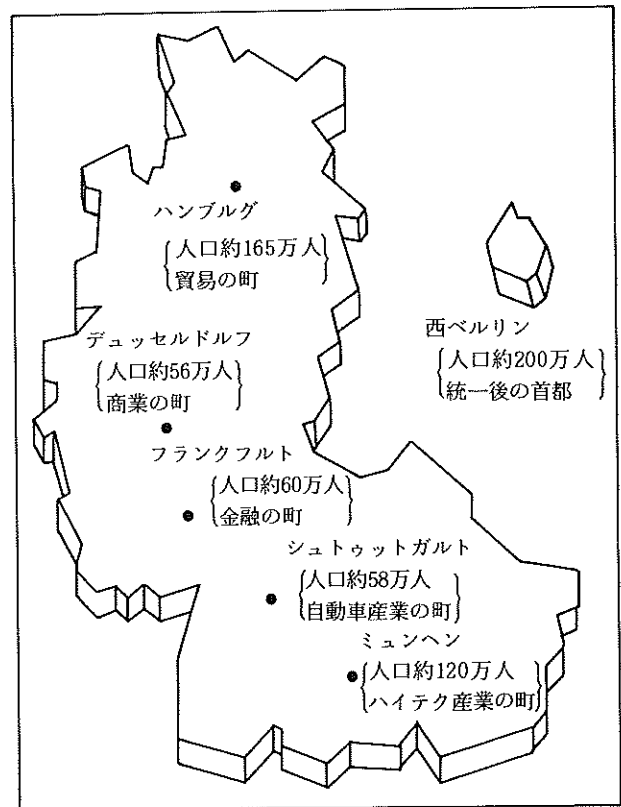 ハンブルグ
人口約165万人
貿易の町
西ベルリン
人口約200万人
統一後の首都
デュッセルドルフ
人口約56万人
商業の町
フランクフルト
人口約60万人
金融の町
シュトゥットガルト
人口約58万人
自動車産業の町
ミュンヘン
人口約120万人
ハイテク産業の町